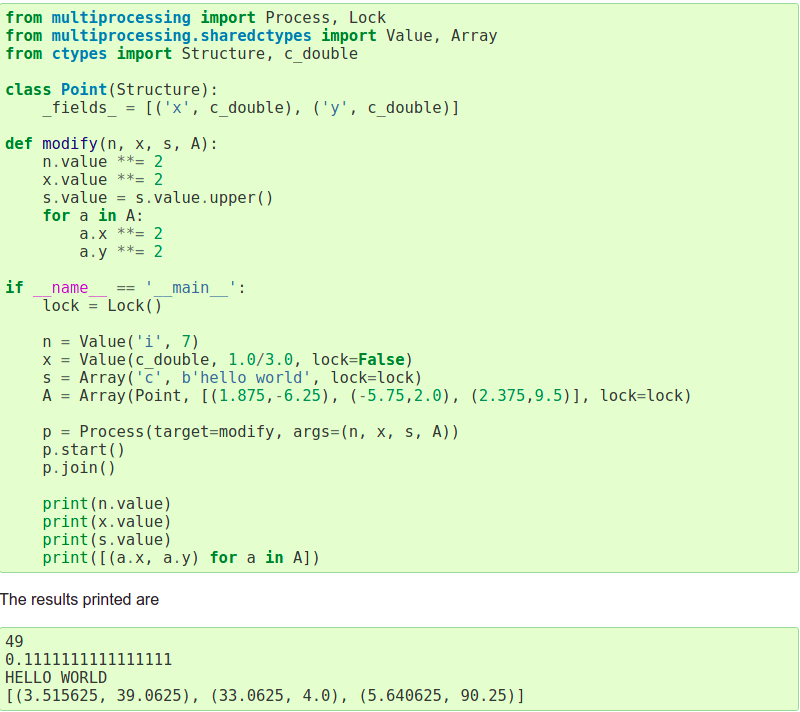 from multiprocessing import Process, Lock
from multiprocessing.sharedctypes import Value, Array
from ctypes import Structure, c_double

class Point(Structure):
    _fields_ = [('x', c_double), ('y', c_double)]

def modify(n, x, s, A):
    n.value **= 2
    x.value **= 2
    s.value = s.value.upper()
    for a in A:
        a.x **= 2
        a.y **= 2

if __name__ == '__main__':
    lock = Lock()

    n = Value('i', 7)
    x = Value(c_double, 1.0/3.0, lock=False)
    s = Array('c', b'hello world', lock=lock)
    A = Array(Point, [(1.875,-6.25), (-5.75,2.0), (2.375,9.5)], lock=lock)

    p = Process(target=modify, args=(n, x, s, A))
    p.start()
    p.join()

    print(n.value)
    print(x.value)
    print(s.value)
    print([(a.x, a.y) for a in A])

The results printed are

49
0.1111111111111111
HELLO WORLD
[(3.515625, 39.0625), (33.0625, 4.0), (5.640625, 90.25)]